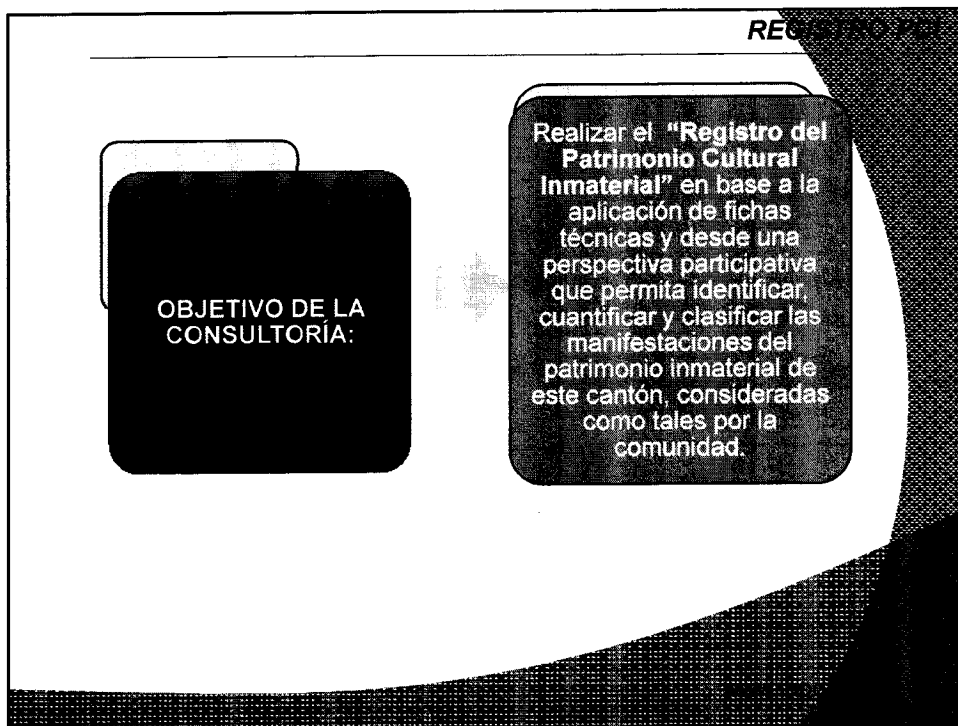 REGISTRO PCI
OBJETIVO DE LA
CONSULTORÍA:
Realizar el "Registro del
Patrimonio Cultural
Inmaterial" en base a la
aplicación de fichas
técnicas y desde una
perspectiva participativa
que permita identificar,
cuantificar y clasificar las
manifestaciones del
patrimonio inmaterial de
este cantón, consideradas
como tales por la
comunidad.